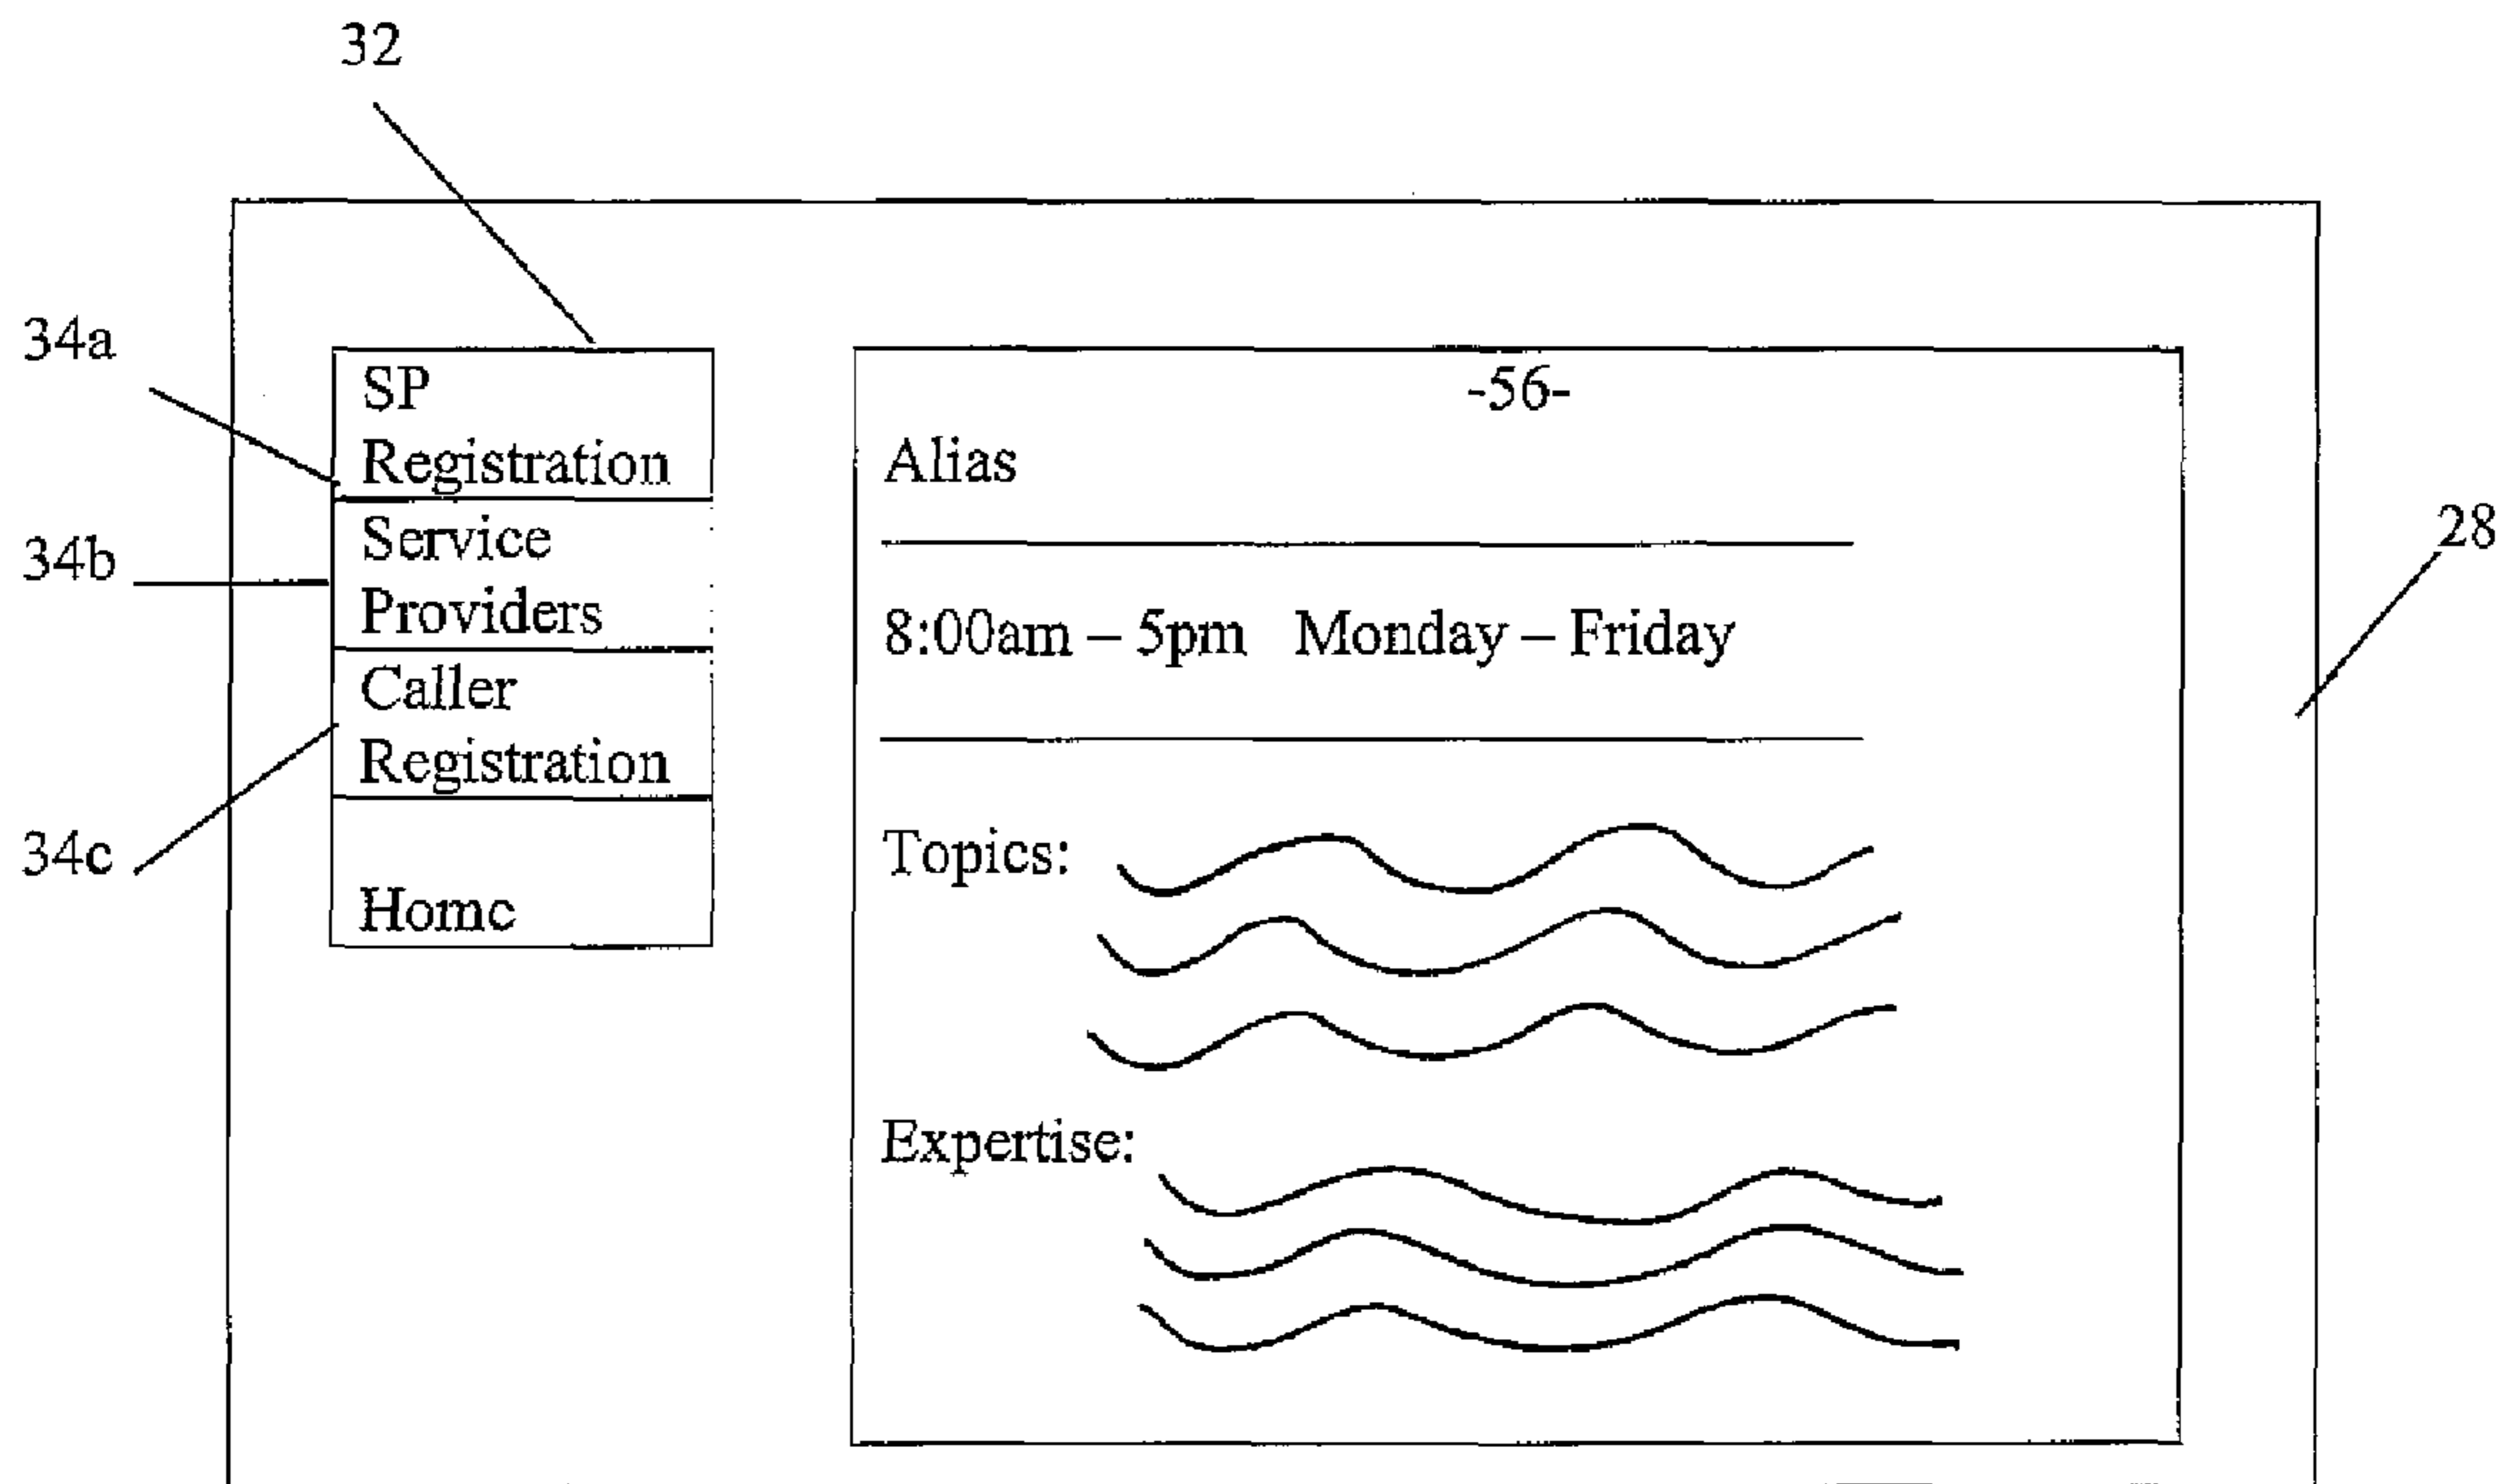 32
34a
34b
34c
SP
Registration
Service
Providers
Caller
Registration
Home
-56-
Alias
8:00am – 5pm Monday – Friday
Topics:
Expertise:
28